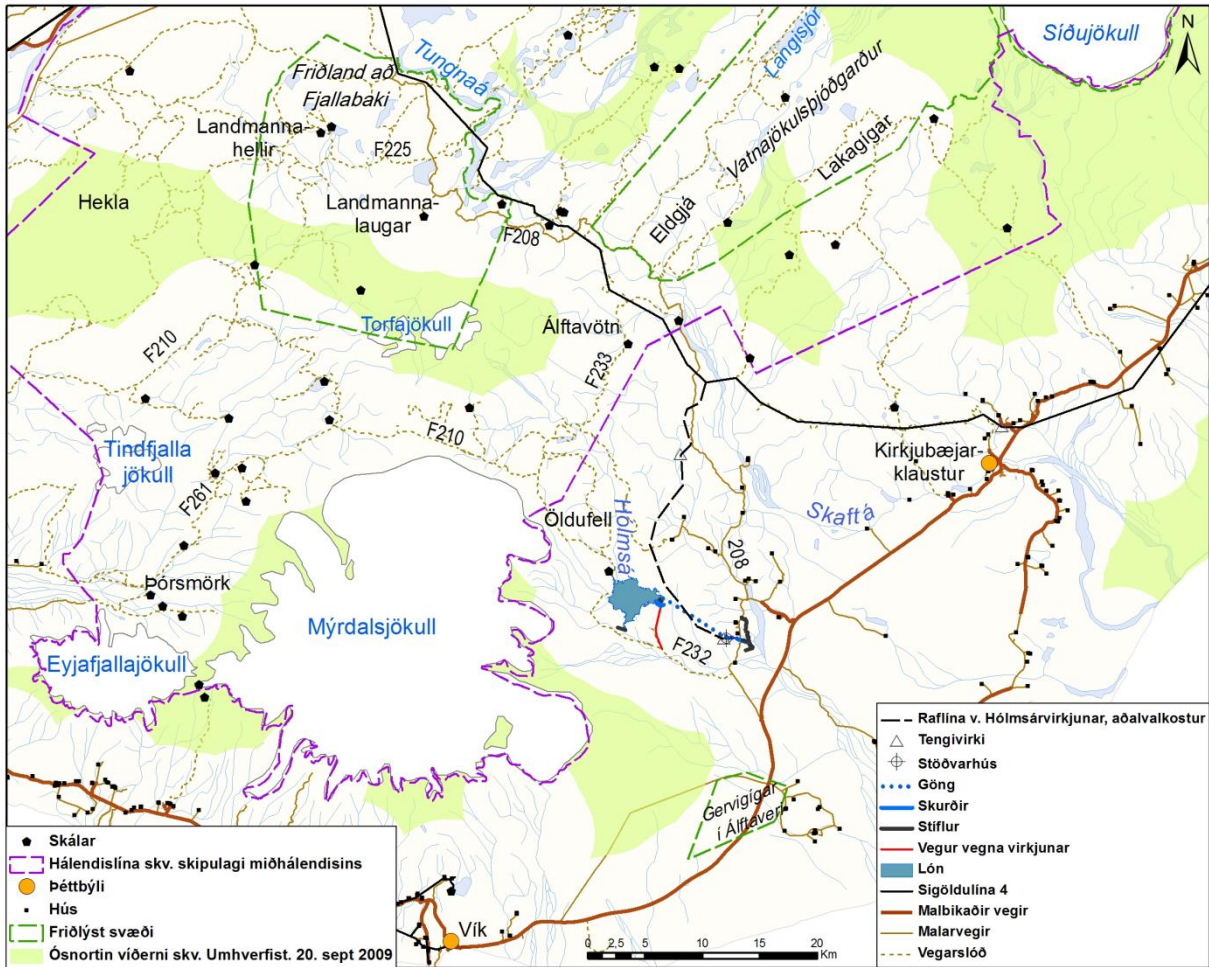 Síðujökull
N
Tungnaá
Langisjór
Friðland að
Fjallabaki
Vatnajökulsþjóðgarður
Landmanna-
hellir
F225
Lakagígar
Hekla
Landmanna-
laugar
Eldgjá
F208
Torfajökull
Álftavötn
F210
F233
Tindfjalla
jökull
F210
Kirkjubæjar-
klaustur
F261
Öldufell
Hólmsá
Skaftá
208
Þórsmörk
Mýrdalsjökull
Eyjafjallajökull
F232
Gervigígar
í Álftaveri
Vík
0 2,5 5 10 15 20
Km
Skálar
Hálendislína skv. skipulagi miðhálendisins
Þéttbýli
Hús
Friðlýst svæði
Ósnortin víðerni skv. Umhverfist. 20. sept 2009
Raflína v. Hólmsárvirkjunar, aðalvalkostur
Tengivirki
Stöðvarhús
Göng
Skurðir
Stíflur
Vegur vegna virkjunar
Lón
Sigöldulína 4
Malbikaðir vegir
Malarvegir
Vegarslóð